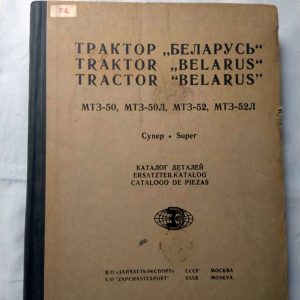 ТРАКТОР „БЕЛАРУСЬ“
TRAKTOR „BELARUS“
TRACTOR “BELARUS”
МТЗ-50, МТЗ-50Л, МТЗ-52, МТЗ-52Л
Супер • Super
КАТАЛОГ ДЕТАЛЕЙ
ERSATZTEILKATALOG
CATALOGO DE PIEZAS
В/О «ЗАПЧАСТЬЭКСПОРТ» СССР МОСКВА
V/O "ZAPCHASTEXPORT" SSSR MOSKVA